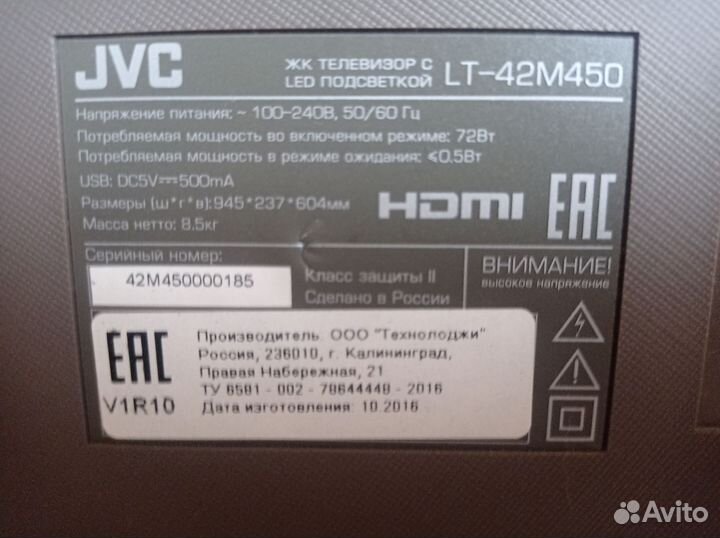 JVC
ЖК ТЕЛЕВИЗОР С
LED ПОДСВЕТКОЙ
LT-42M450
Напряжение питания: ~ 100-240В, 50/60 Гц
Потребляемая мощность во включенном режиме: 72Вт
Потребляемая мощность в режиме ожидания: ≤0.5Вт
USB: DC5V⎓500mA
Размеры (ш*г*в):945*237*604мм
Масса нетто: 8.5кг
HDMI
EAC
Серийный номер:
42M450000185
Класс защиты II
Сделано в России
ВНИМАНИЕ!
высокое напряжение
EAC
V1R10
Производитель: ООО "Технолоджи"
Россия, 236010, г. Калининград,
Правая Набережная, 21
ТУ 6581 - 002 - 78644448 - 2016
Дата изготовления: 10.2016
Avito